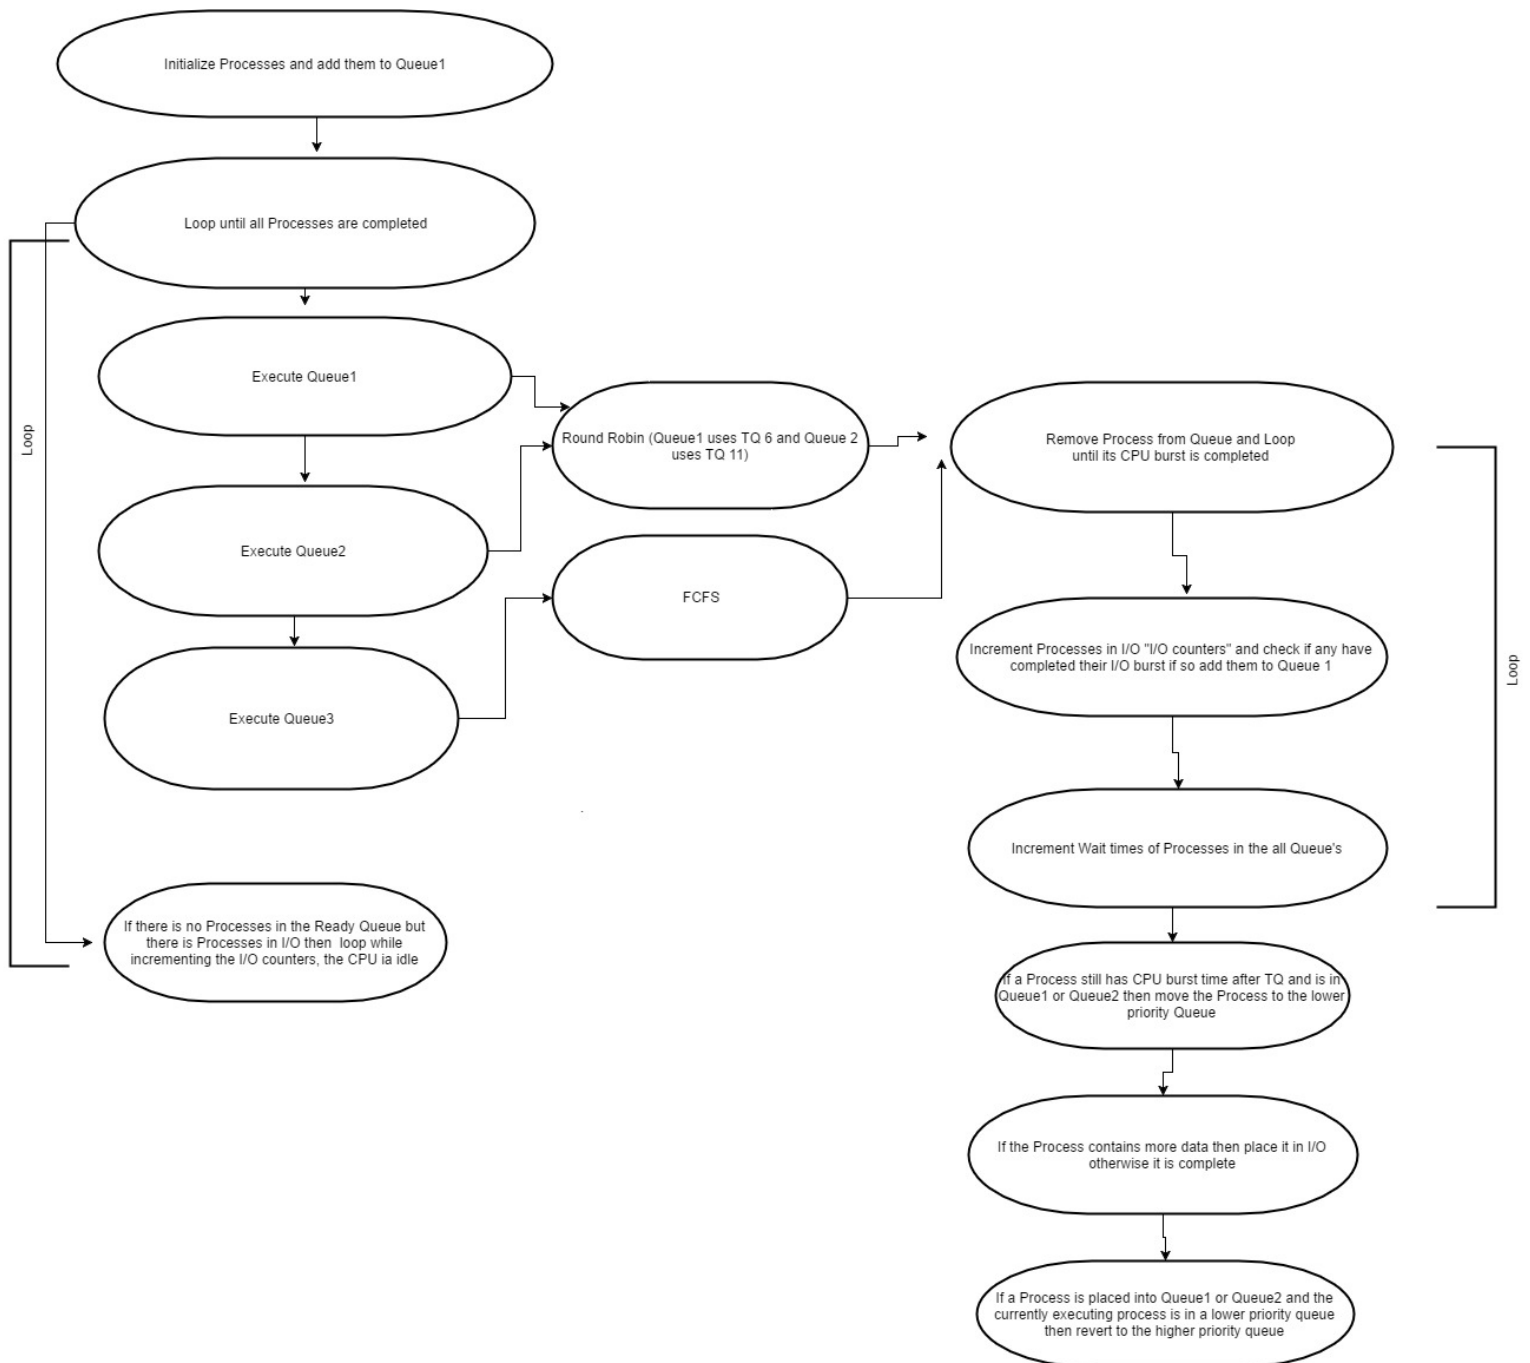 Initialize Processes and add them to Queue1
Loop until all Processes are completed
Loop
Execute Queue1
Execute Queue2
Execute Queue3
If there is no Processes in the Ready Queue but
there is Processes in I/O then loop while
incrementing the I/O counters, the CPU ia idle
Round Robin (Queue1 uses TQ 6 and Queue 2
uses TQ 11)
FCFS
Remove Process from Queue and Loop
until its CPU burst is completed
Increment Processes in I/O "I/O counters" and check if any have
completed their I/O burst if so add them to Queue 1
Loop
Increment Wait times of Processes in the all Queue's
If a Process still has CPU burst time after TQ and is in
Queue1 or Queue2 then move the Process to the lower
priority Queue
If the Process contains more data then place it in I/O
otherwise it is complete
If a Process is placed into Queue1 or Queue2 and the
currently executing process is in a lower priority queue
then revert to the higher priority queue